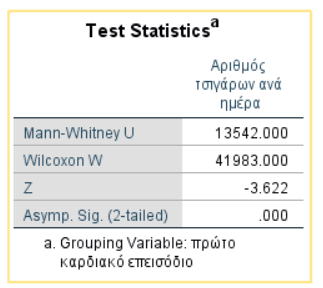 Test Statisticsa
Αριθμός
τσιγάρων ανά
ημέρα
Mann-Whitney U 13542.000
Wilcoxon W 41983.000
Z -3.622
Asymp. Sig. (2-tailed) .000
a. Grouping Variable: πρώτο
καρδιακό επεισόδιο